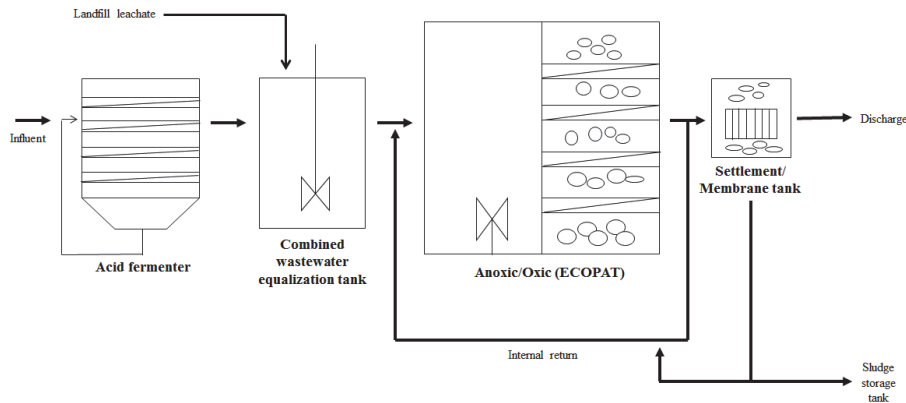 Landfill leachate
Influent
Acid fermenter
Combined
wastewater
equalization tank
Anoxic/Oxic (ECOPAT)
Internal return
Settlement/
Membrane tank
Discharge
Sludge
storage
tank